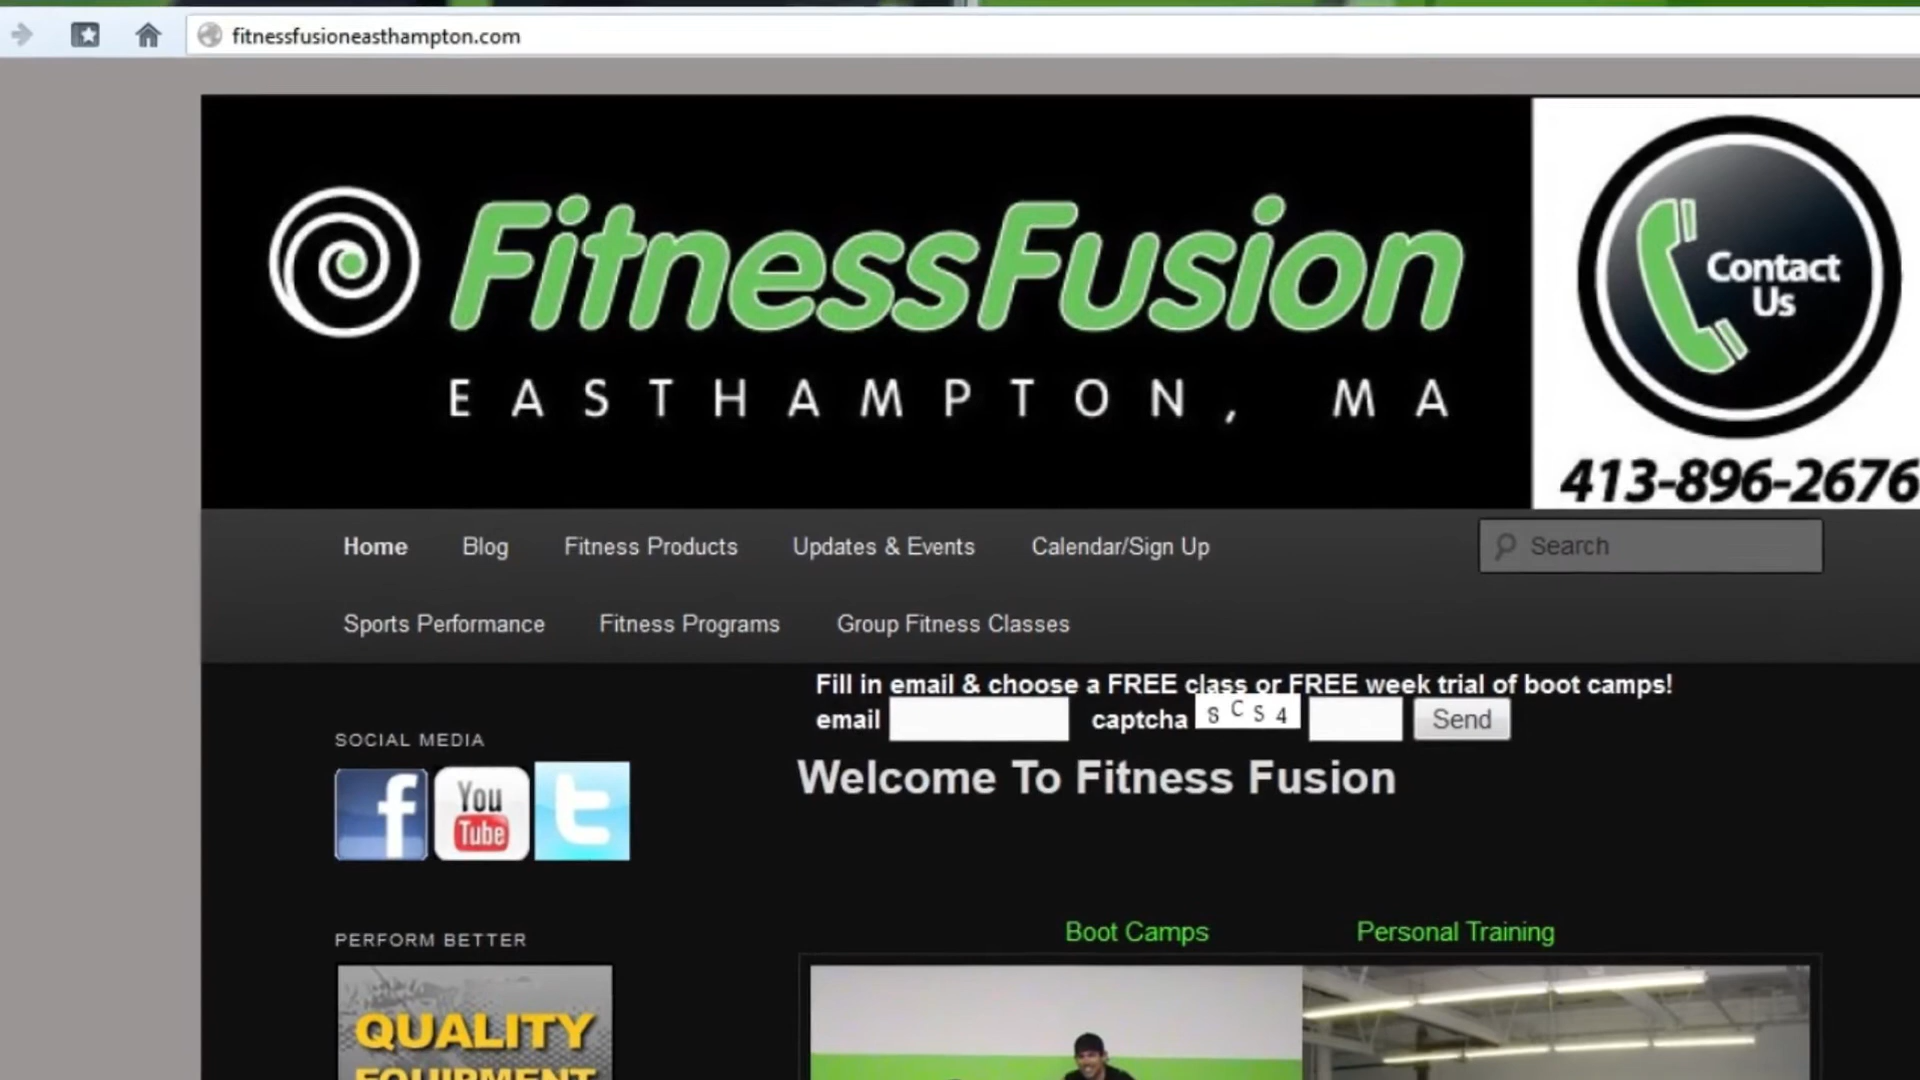 fitnessfusioneasthampton.com
FitnessFusion
EASTHAMPTON, MA
Contact
Us
413-896-2676
Home Blog Fitness Products Updates & Events Calendar/Sign Up Search
Sports Performance Fitness Programs Group Fitness Classes
Fill in email & choose a FREE class or FREE week trial of boot camps!
email captcha 8CS4 Send
Welcome To Fitness Fusion
SOCIAL MEDIA
f You Tube t
Boot Camps Personal Training
PERFORM BETTER
QUALITY
EQUIPMENT